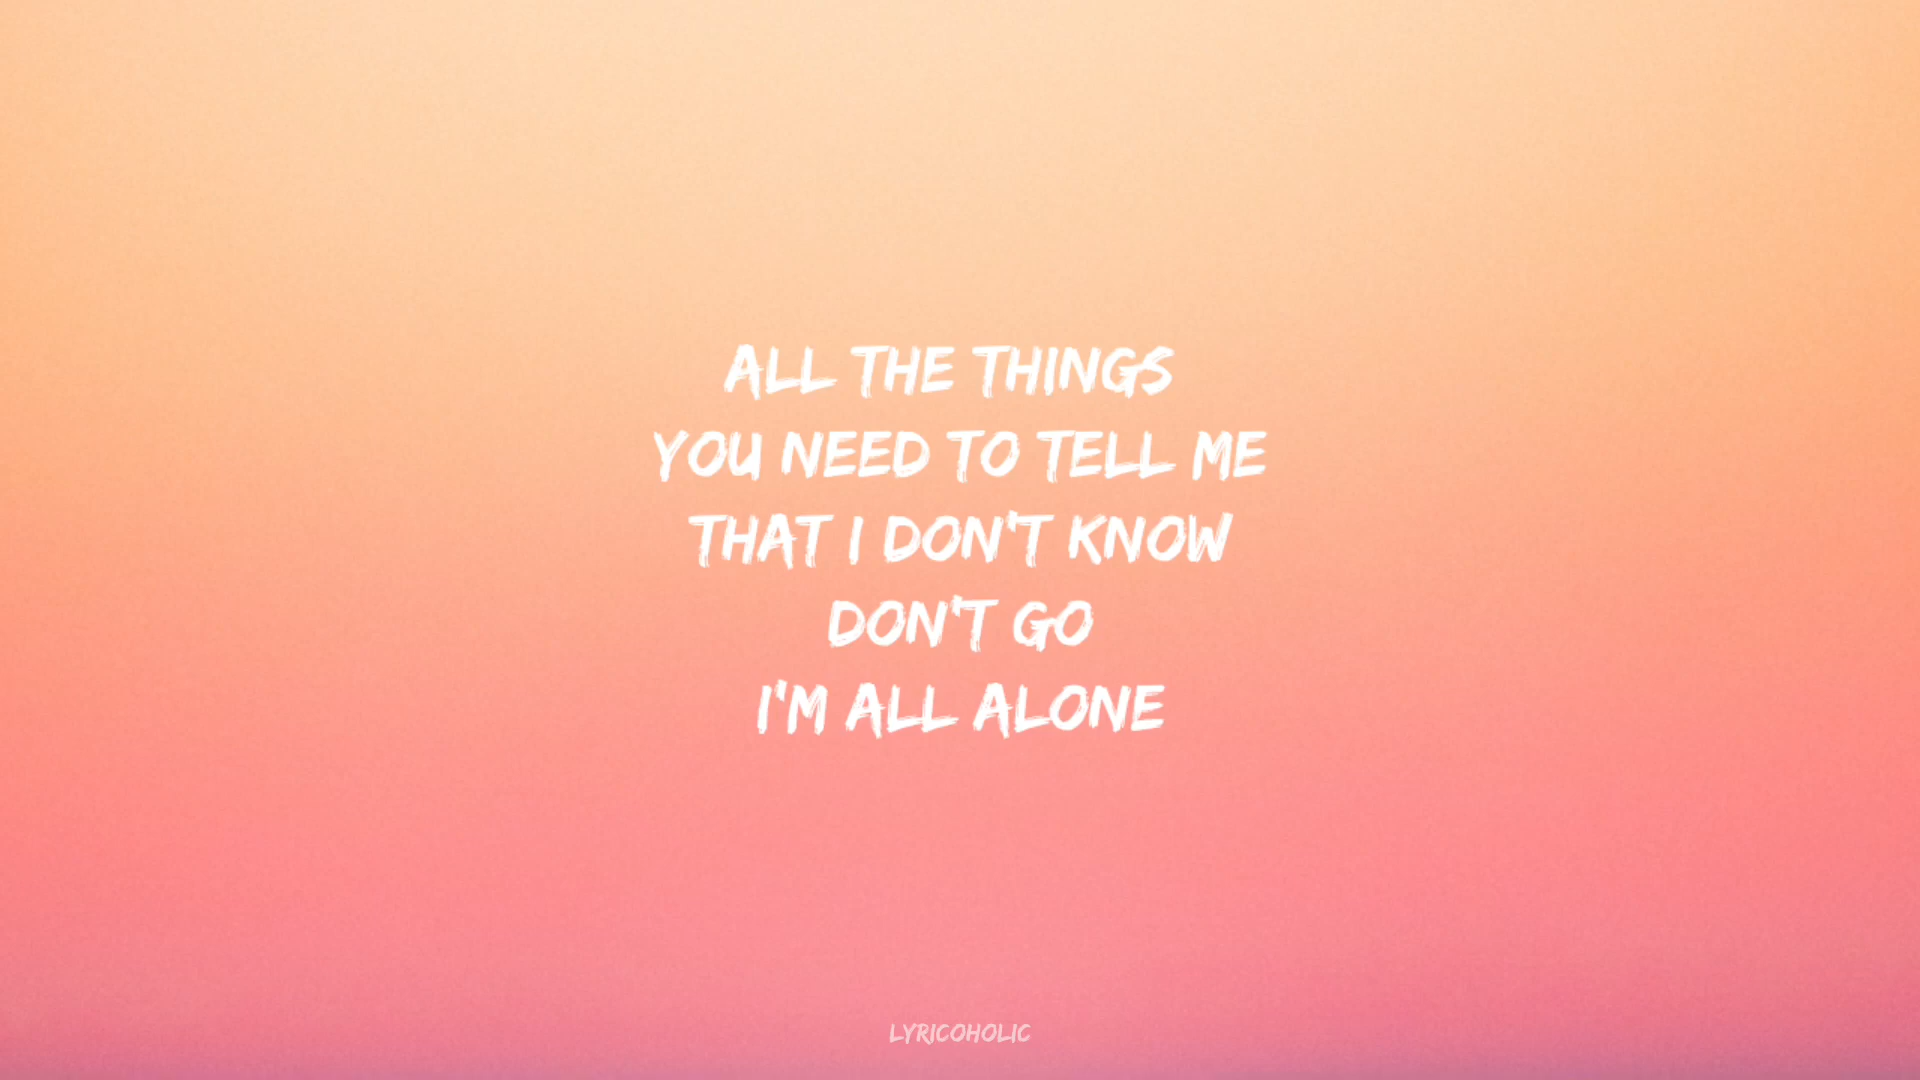 ALL THE THINGS
YOU NEED TO TELL ME
THAT I DON'T KNOW
DON'T GO
I'M ALL ALONE
LYRICOHOLIC